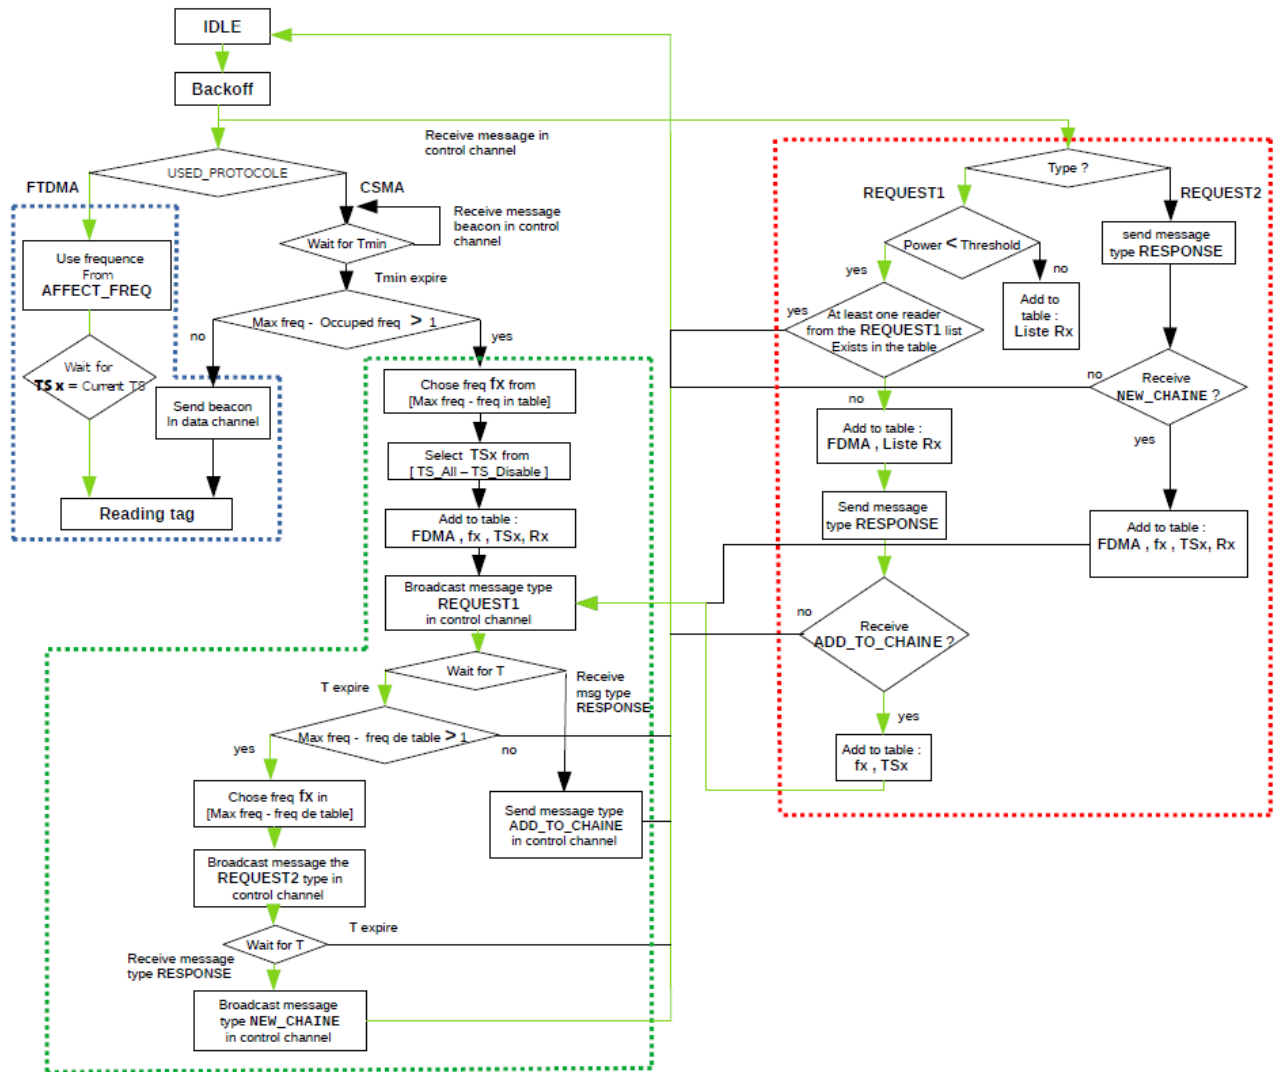 IDLE
Backoff
Receive message in
control channel
USED_PROTOCOLE
FTDMA
CSMA
Receive message
beacon in control
channel
Wait for Tmin
Tmin expire
Use frequence
From
AFFECT_FREQ
Max freq - Occuped freq > 1
no
yes
Wait for
TSx = Current TS
Send beacon
In data channel
Reading tag
Chose freq fx from
[Max freq - freq in table]
Select TSx from
[ TS_All – TS_Disable ]
Add to table :
FDMA , fx , TSx, Rx
Broadcast message type
REQUEST1
in control channel
Wait for T
T expire
Receive
msg type
RESPONSE
Max freq - freq de table > 1
yes
no
Chose freq fx in
[Max freq - freq de table]
Send message type
ADD_TO_CHAINE
in control channel
Broadcast message the
REQUEST2 type in
control channel
Wait for T
T expire
Receive message
type RESPONSE
Broadcast message
type NEW_CHAINE
in control channel
Type ?
REQUEST1
REQUEST2
Power < Threshold
send message
type RESPONSE
yes
no
Add to
table :
Liste Rx
yes
At least one reader
from the REQUEST1 list
Exists in the table
no
Receive
NEW_CHAINE ?
no
yes
Add to table :
FDMA , Liste Rx
Send message
type RESPONSE
Add to table :
FDMA , fx , TSx, Rx
no
Receive
ADD_TO_CHAINE ?
yes
Add to table :
fx , TSx